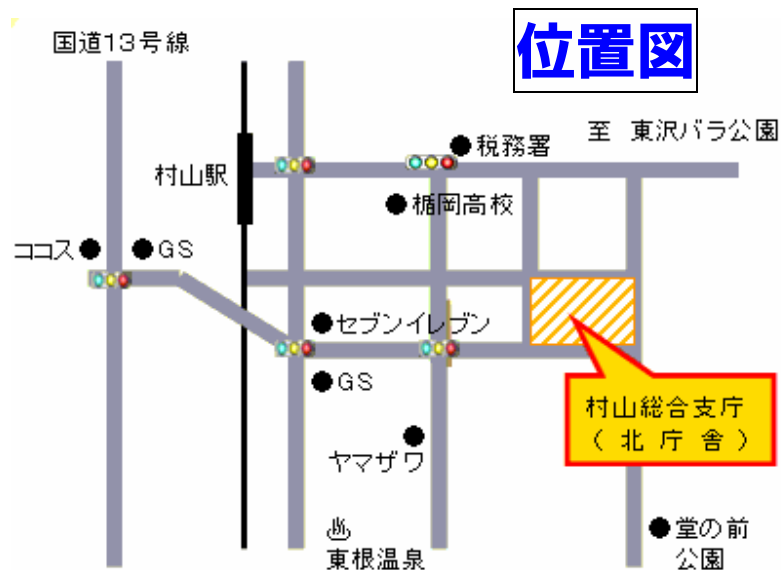 位置図
国道13号線
至 東沢バラ公園
税務署
村山駅
楯岡高校
ココス
GS
セブンイレブン
GS
村山総合支庁
(北庁舎)
ヤマザワ
東根温泉
堂の前
公園